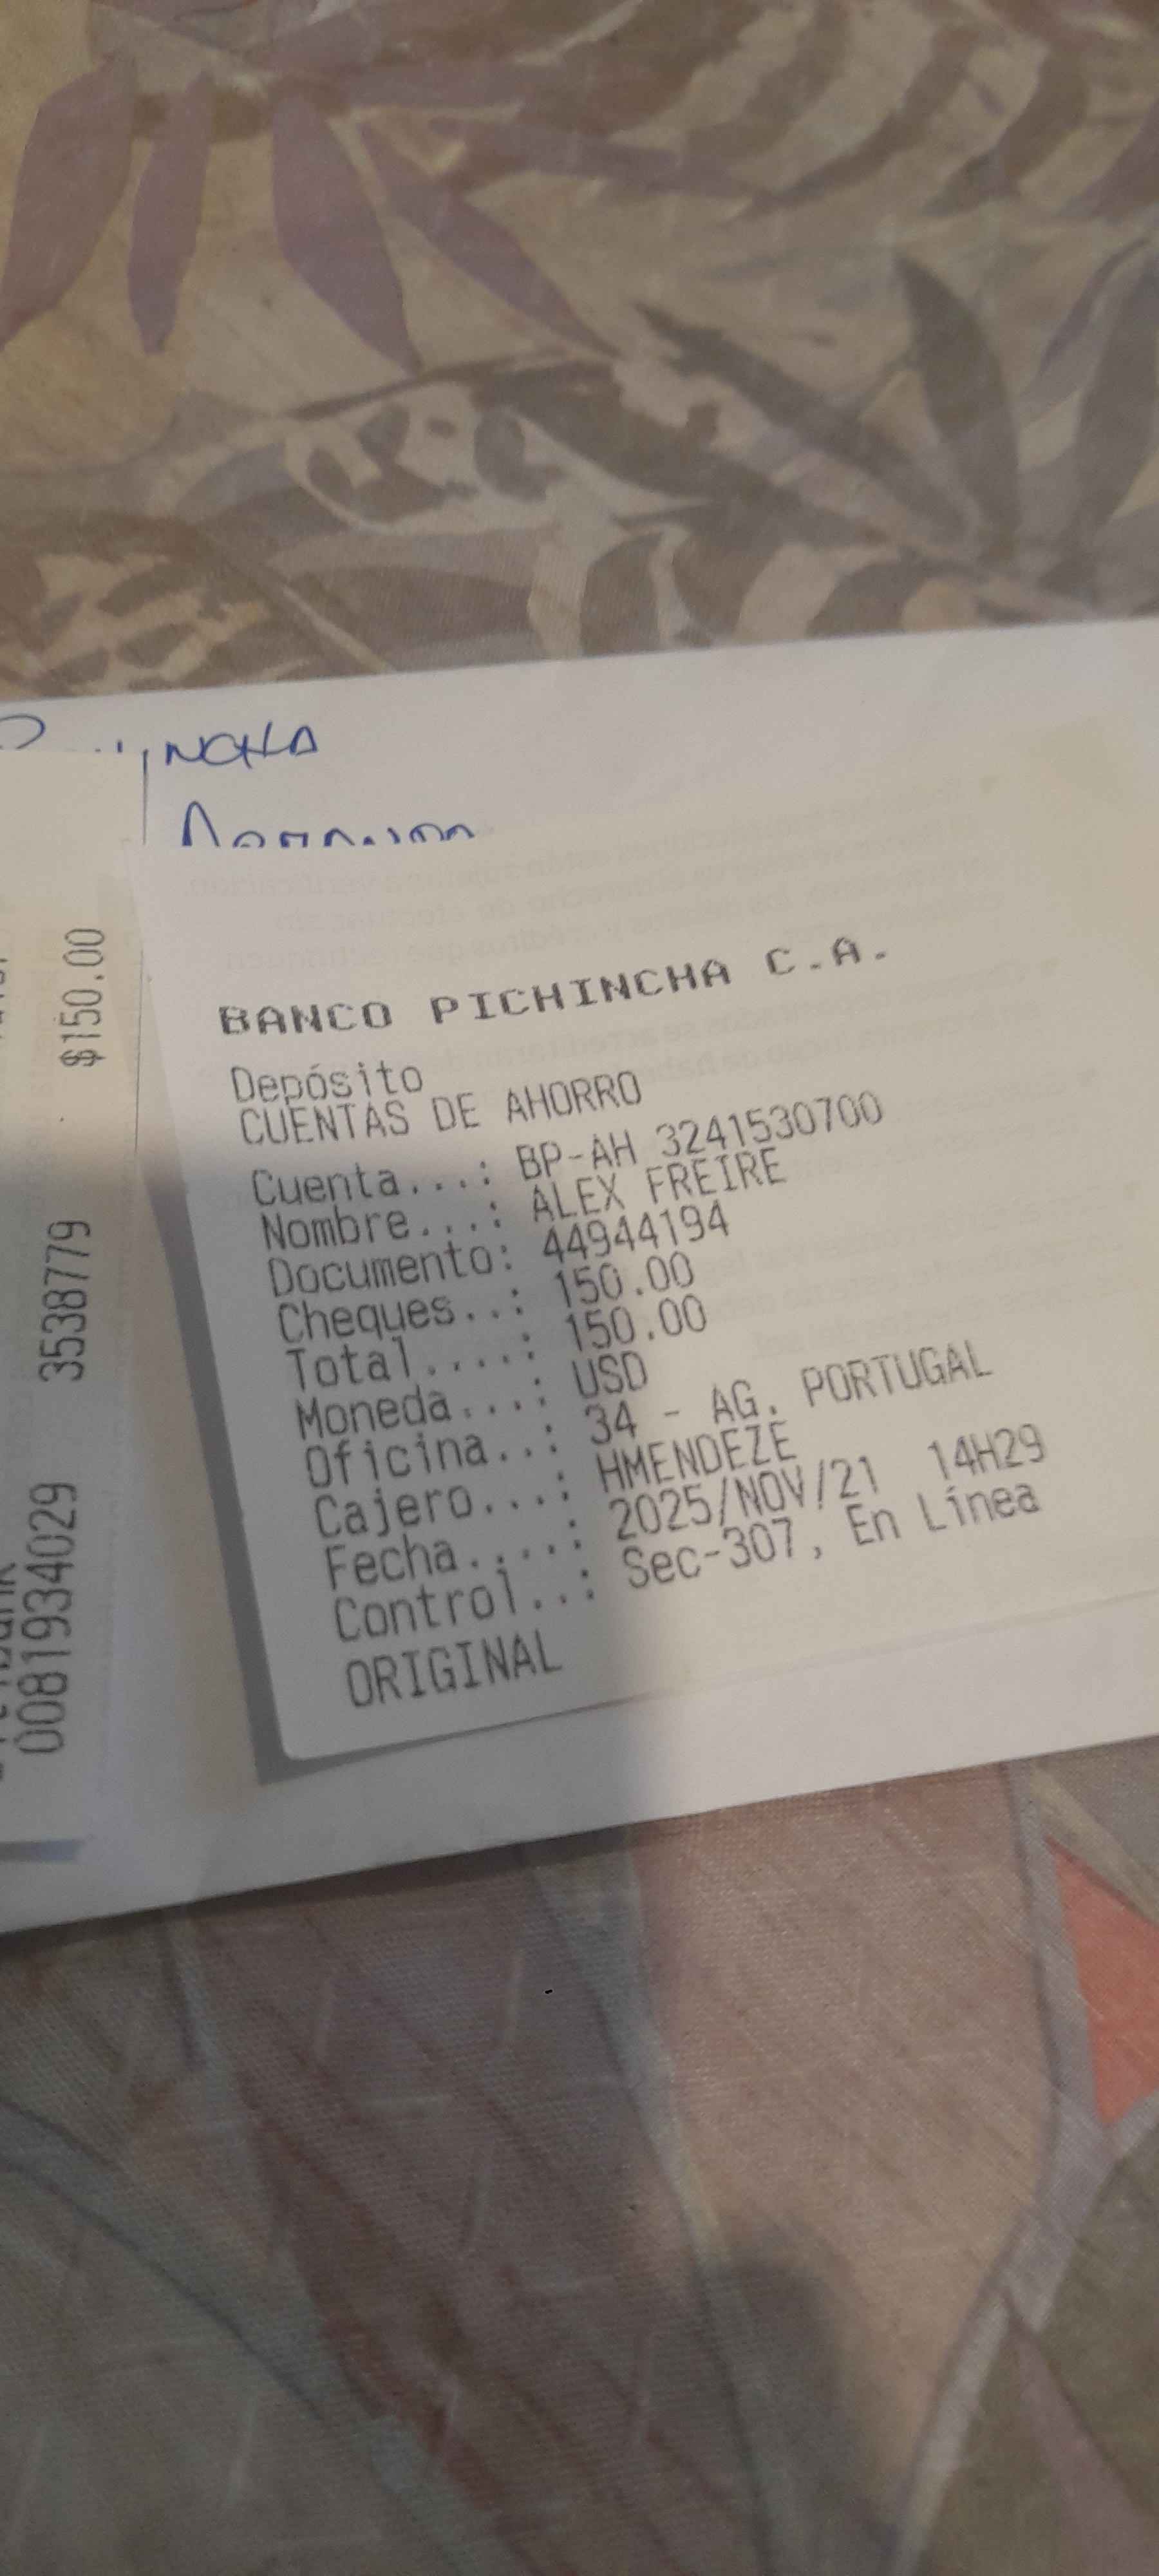 $150.00
3538779
0081934029
BANCO PICHINCHA C.A.
Depósito
CUENTAS DE AHORRO
Cuenta...: BP-AH 3241530700
Nombre...: ALEX FREIRE
Documento: 44944194
Cheques..: 150.00
Total....: 150.00
Moneda...: USD
Oficina..: 34 - AG. PORTUGAL
Cajero...: HMENDEZE
Fecha....: 2025/NOV/21 14H29
Control..: Sec-307, En Línea
ORIGINAL